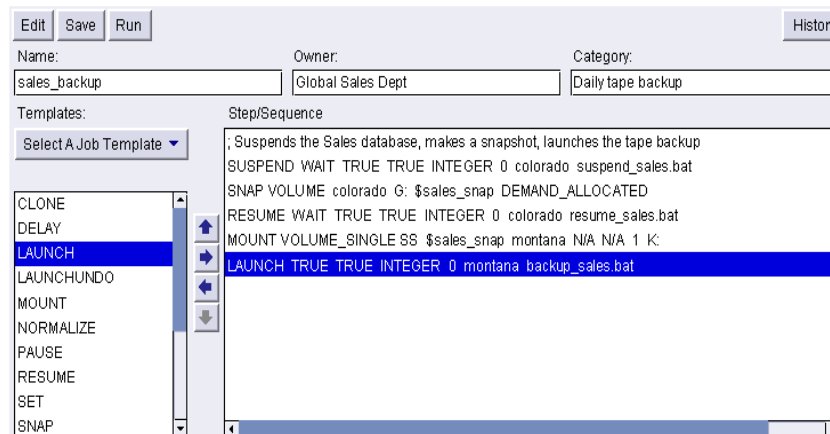 Edit Save Run Histor
Name: Owner: Category:
sales_backup Global Sales Dept Daily tape backup
Templates: Step/Sequence
Select A Job Template
; Suspends the Sales database, makes a snapshot, launches the tape backup
SUSPEND WAIT TRUE TRUE INTEGER 0 colorado suspend_sales.bat
SNAP VOLUME colorado G: $sales_snap DEMAND_ALLOCATED
RESUME WAIT TRUE TRUE INTEGER 0 colorado resume_sales.bat
MOUNT VOLUME_SINGLE SS $sales_snap montana N/A N/A 1 K:
LAUNCH TRUE TRUE INTEGER 0 montana backup_sales.bat
CLONE
DELAY
LAUNCH
LAUNCHUNDO
MOUNT
NORMALIZE
PAUSE
RESUME
SET
SNAP